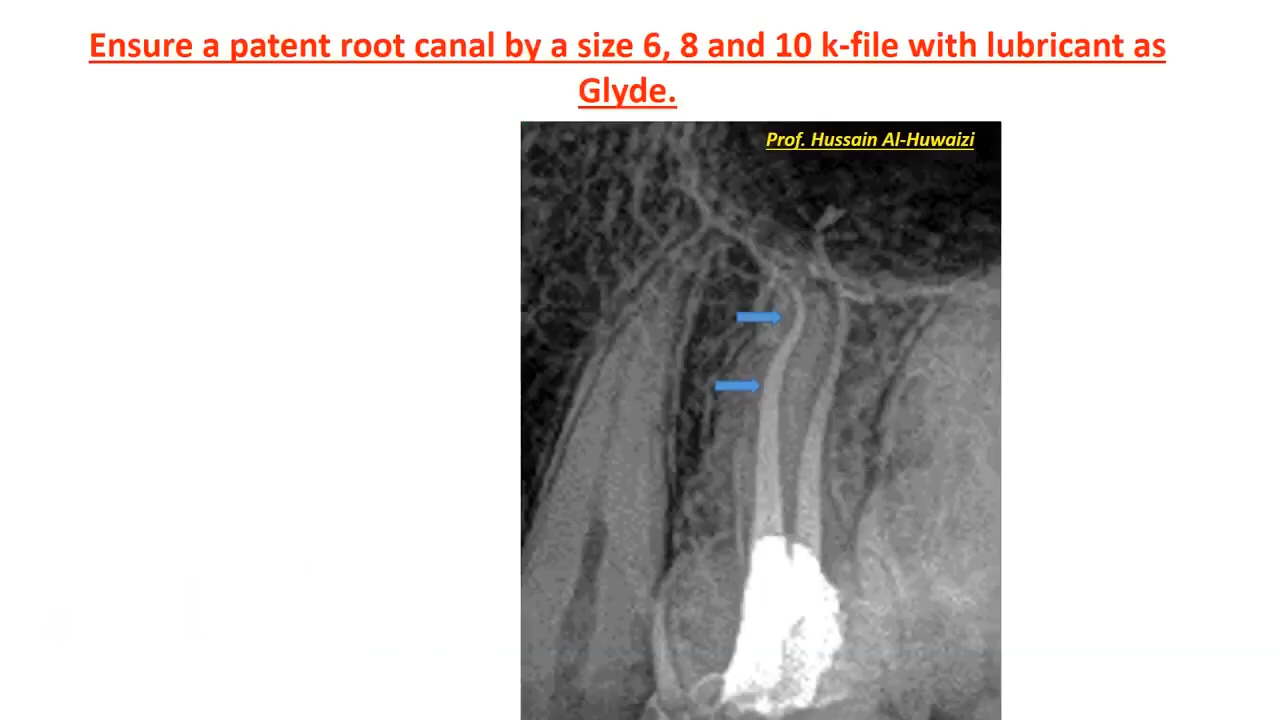 Ensure a patent root canal by a size 6, 8 and 10 k-file with lubricant as
Glyde.
Prof. Hussain Al-Huwaizi